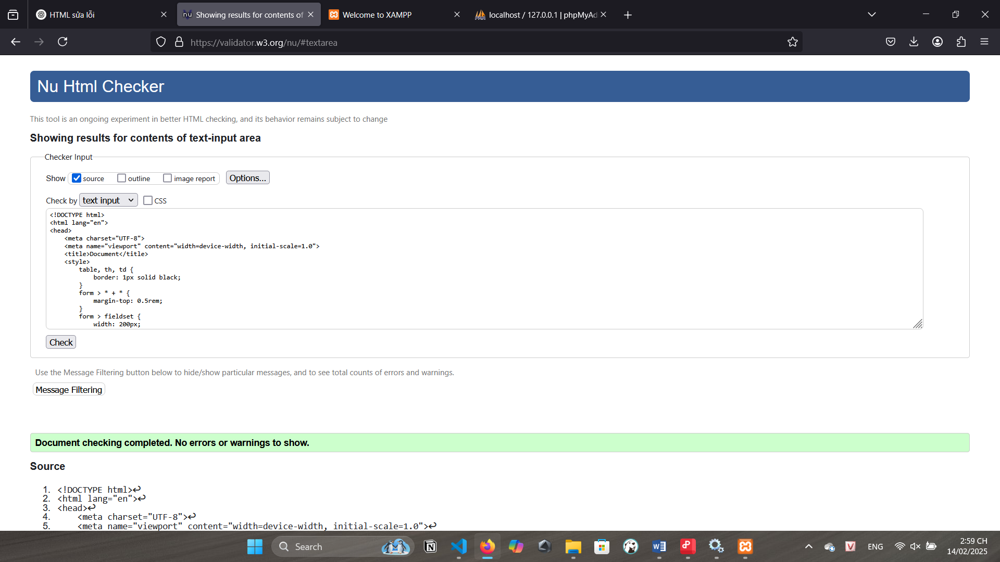 HTML sửa lỗi
Showing results for contents of
Welcome to XAMPP
localhost / 127.0.0.1 | phpMyAd
https://validator.w3.org/nu/#textarea
Nu Html Checker
This tool is an ongoing experiment in better HTML checking, and its behavior remains subject to change
Showing results for contents of text-input area
Checker Input
Show source outline image report Options...
Check by text input CSS
<!DOCTYPE html>
<html lang="en">
<head>
    <meta charset="UTF-8">
    <meta name="viewport" content="width=device-width, initial-scale=1.0">
    <title>Document</title>
    <style>
        table, th, td {
            border: 1px solid black;
        }
        form > * + * {
            margin-top: 0.5rem;
        }
        form > fieldset {
            width: 200px;
Check
Use the Message Filtering button below to hide/show particular messages, and to see total counts of errors and warnings.
Message Filtering
Document checking completed. No errors or warnings to show.
Source
1. <!DOCTYPE html>↩
2. <html lang="en">↩
3. <head>↩
4.     <meta charset="UTF-8">↩
5.     <meta name="viewport" content="width=device-width, initial-scale=1.0">↩
Search
ENG
2:59 CH
14/02/2025